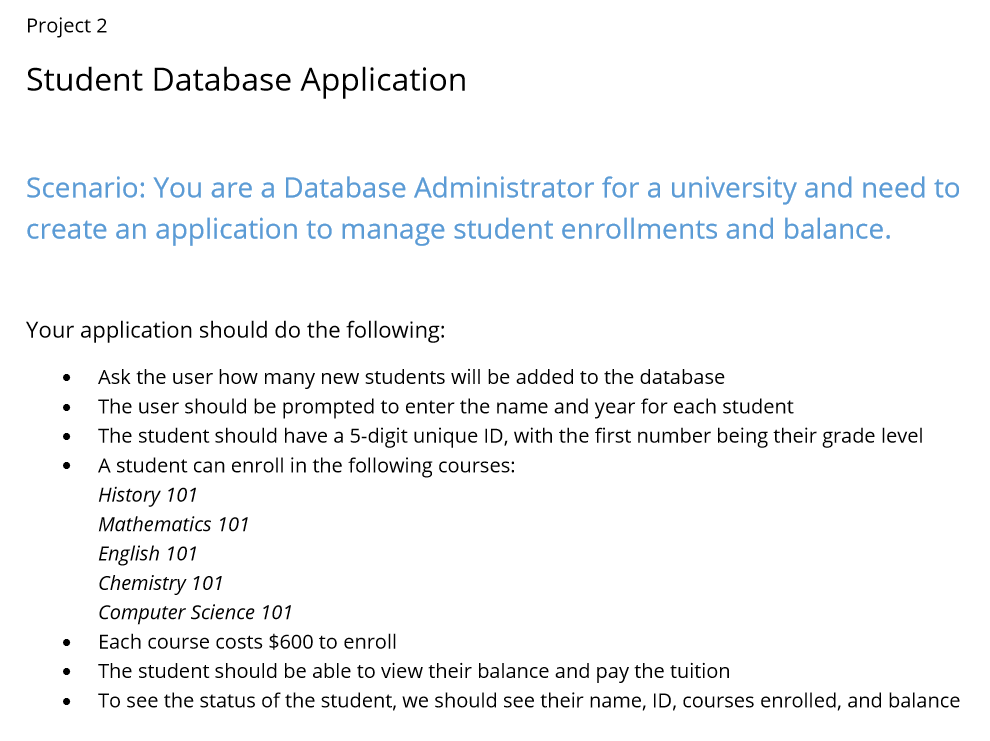 Project 2
Student Database Application
Scenario: You are a Database Administrator for a university and need to
create an application to manage student enrollments and balance.
Your application should do the following:
• Ask the user how many new students will be added to the database
• The user should be prompted to enter the name and year for each student
• The student should have a 5-digit unique ID, with the first number being their grade level
• A student can enroll in the following courses:
History 101
Mathematics 101
English 101
Chemistry 101
Computer Science 101
• Each course costs $600 to enroll
• The student should be able to view their balance and pay the tuition
• To see the status of the student, we should see their name, ID, courses enrolled, and balance